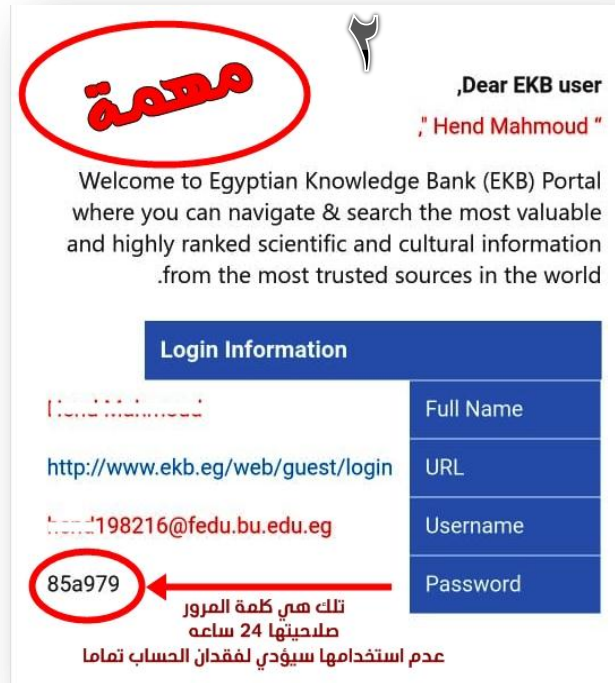 مهمة
٢
,Dear EKB user
," Hend Mahmoud “
Welcome to Egyptian Knowledge Bank (EKB) Portal
where you can navigate & search the most valuable
and highly ranked scientific and cultural information
.from the most trusted sources in the world
Login Information
Full Name
http://www.ekb.eg/web/guest/login URL
198216@fedu.bu.edu.eg Username
85a979 Password
تلك هي كلمة المرور
صلاحيتها 24 ساعه
عدم استخدامها سيؤدي لفقدان الحساب تماما